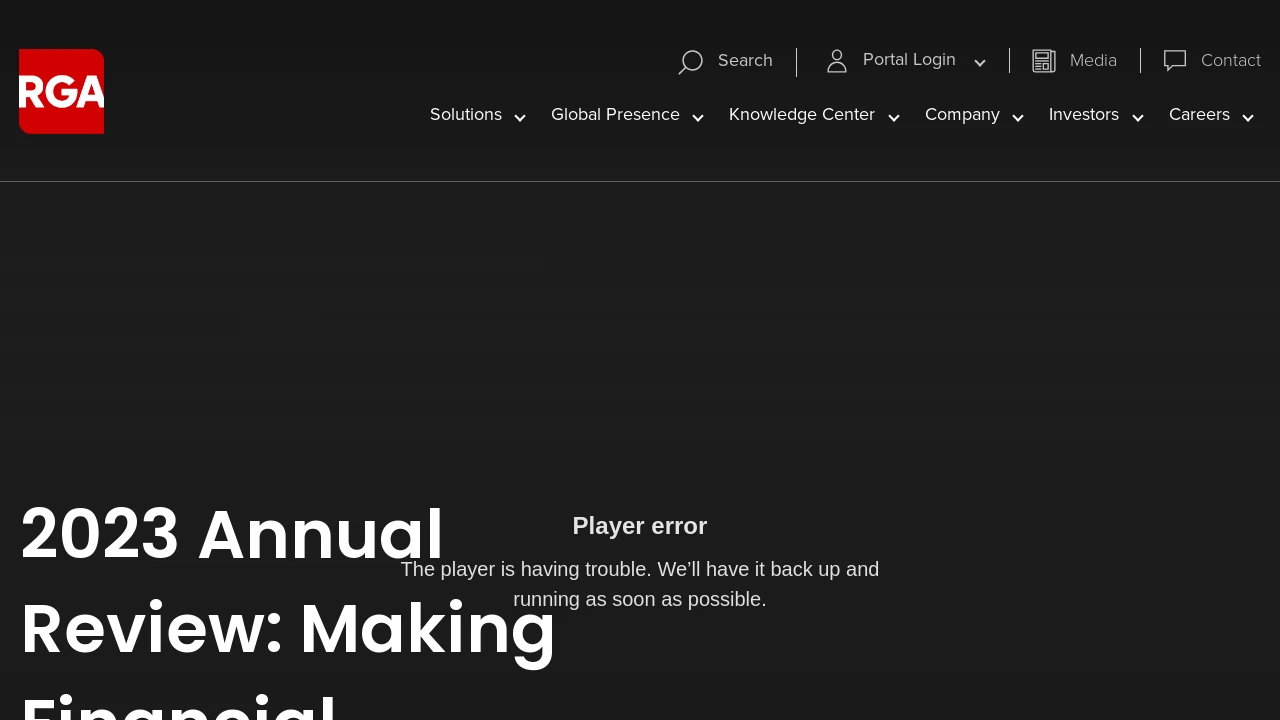 RGA
Search
Portal Login
Media
Contact
Solutions
Global Presence
Knowledge Center
Company
Investors
Careers
2023 Annual
Review: Making
Financial
Player error
The player is having trouble. We’ll have it back up and
running as soon as possible.